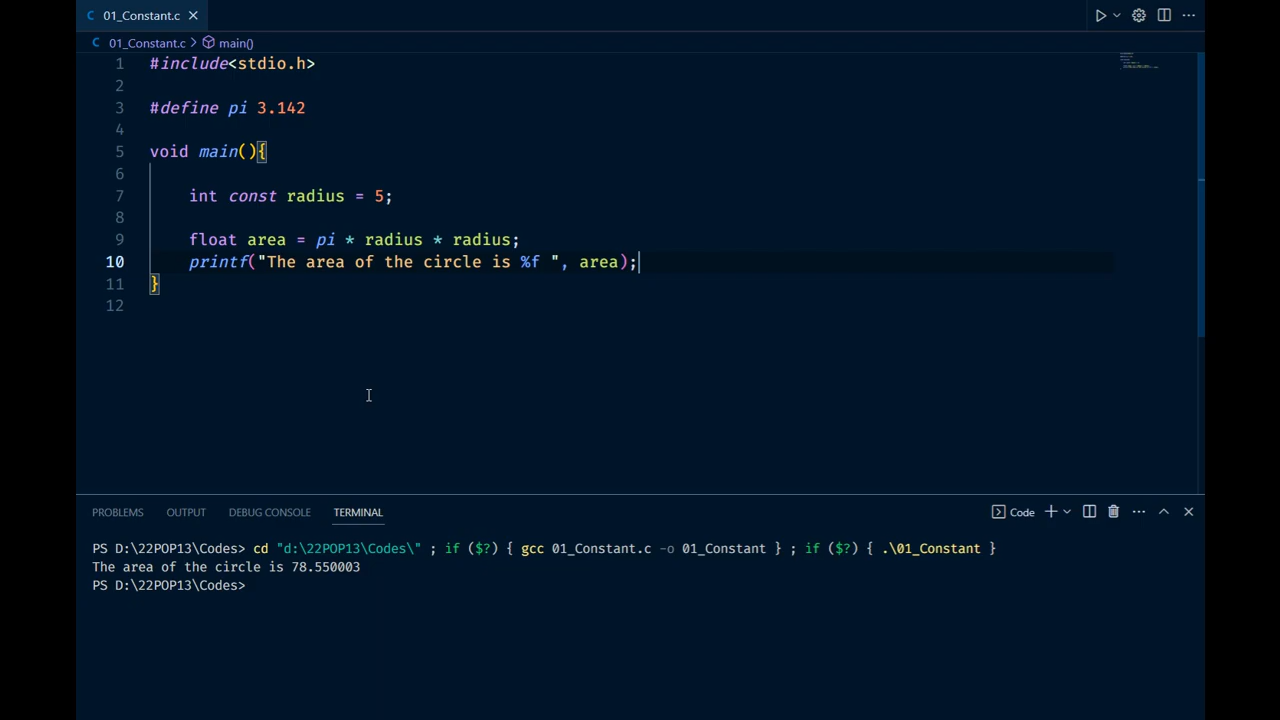 C 01_Constant.c
C 01_Constant.c > main()
1 #include<stdio.h>
2
3 #define pi 3.142
4
5 void main(){
6
7 int const radius = 5;
8
9 float area = pi * radius * radius;
10 printf("The area of the circle is %f ", area);
11 }
12
PROBLEMS OUTPUT DEBUG CONSOLE TERMINAL Code
PS D:\22POP13\Codes> cd "d:\22POP13\Codes\" ; if ($?) { gcc 01_Constant.c -o 01_Constant } ; if ($?) { .\01_Constant }
The area of the circle is 78.550003
PS D:\22POP13\Codes>